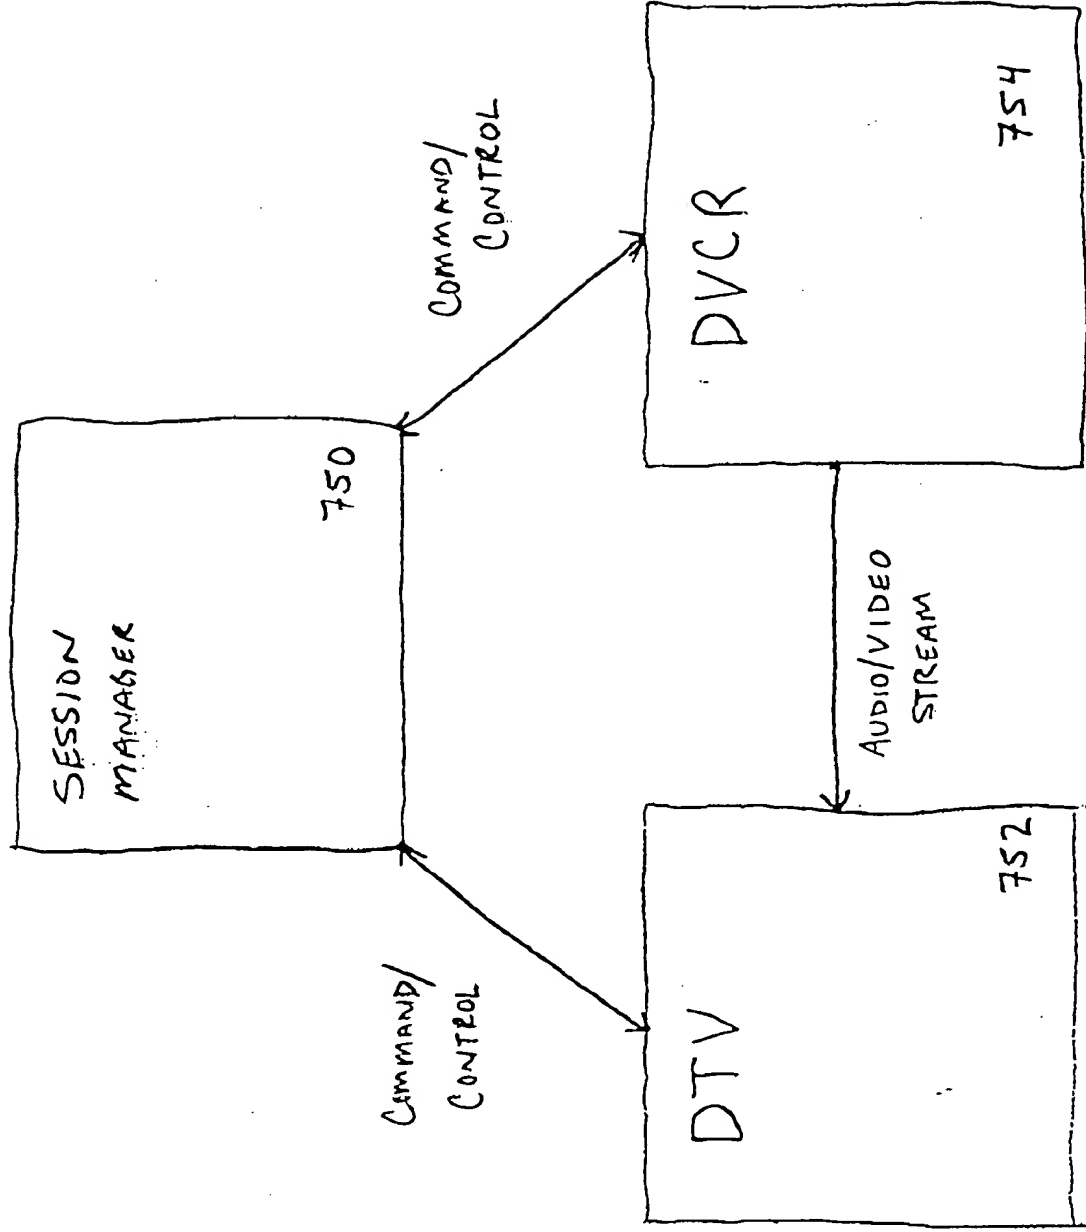 SESSION
MANAGER
750
COMMAND/
CONTROL
COMMAND/
CONTROL
DTV
752
AUDIO/VIDEO
STREAM
DVCR
754